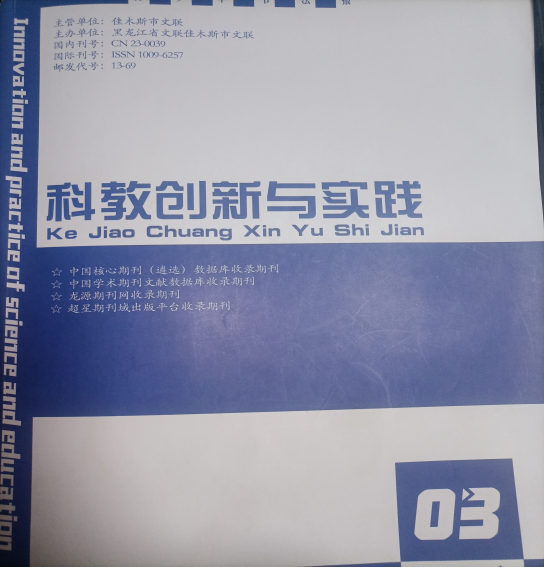 主管单位：佳木斯市文联
主办单位：黑龙江省文联佳木斯市文联
国内刊号：CN 23-0039
国际刊号：ISSN 1009-6257
邮发代号：13-69
科教创新与实践
Ke Jiao Chuang Xin Yu Shi Jian
☆ 中国核心期刊（遴选）数据库收录期刊
☆ 中国学术期刊文献数据库收录期刊
☆ 龙源期刊网收录期刊
☆ 超星期刊域出版平台收录期刊
Innovation and practice of science and education
03